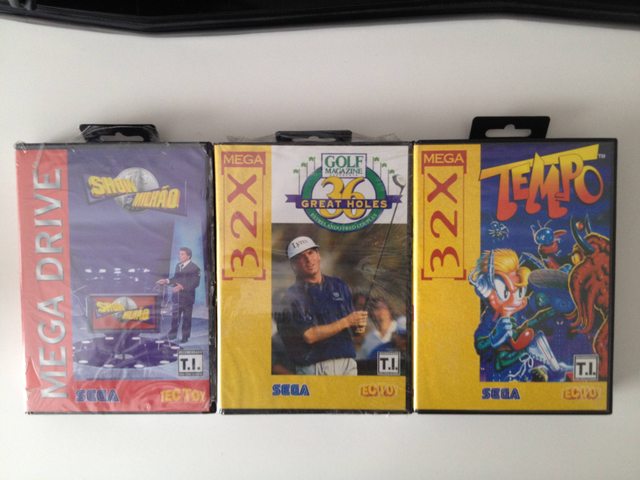 MEGA DRIVE
SHOW
DO
MILHÃO
SHOW
DO
MILHÃO
T.I.
SEGA
TECTOY
MEGA
32X
GOLF
MAGAZINE
36
GREAT HOLES
T.I.
SEGA
TECTOY
MEGA
32X
TEMPO™
T.I.
SEGA
TECTOY